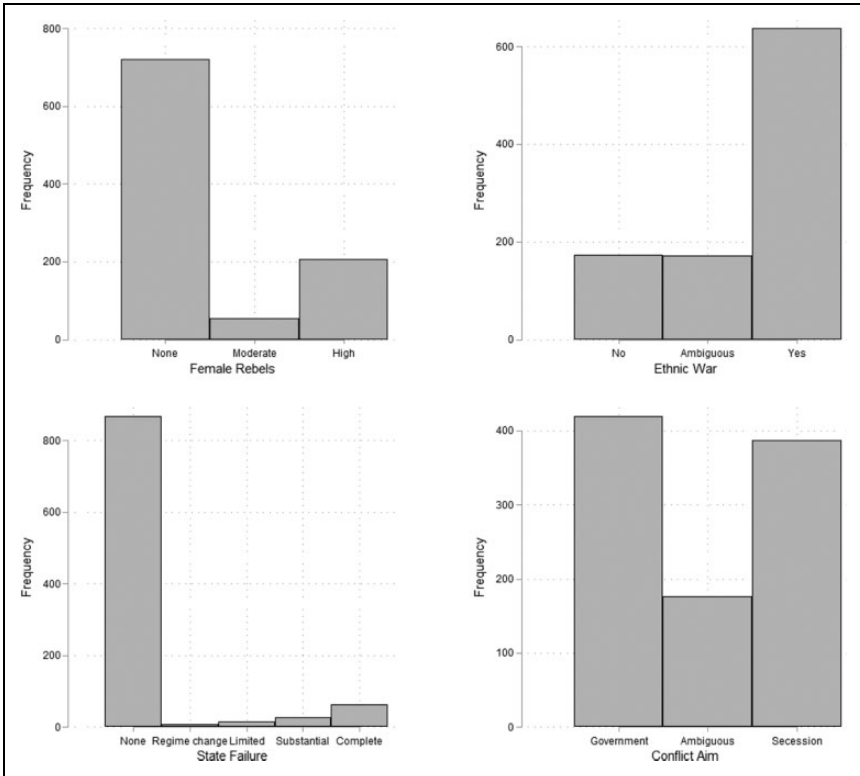 800
600
400
200
0
Frequency
None Moderate High
Female Rebels
600
400
200
0
Frequency
No Ambiguous Yes
Ethnic War
800
600
400
200
0
Frequency
None Regime change Limited Substantial Complete
State Failure
400
300
200
100
0
Frequency
Government Ambiguous Secession
Conflict Aim